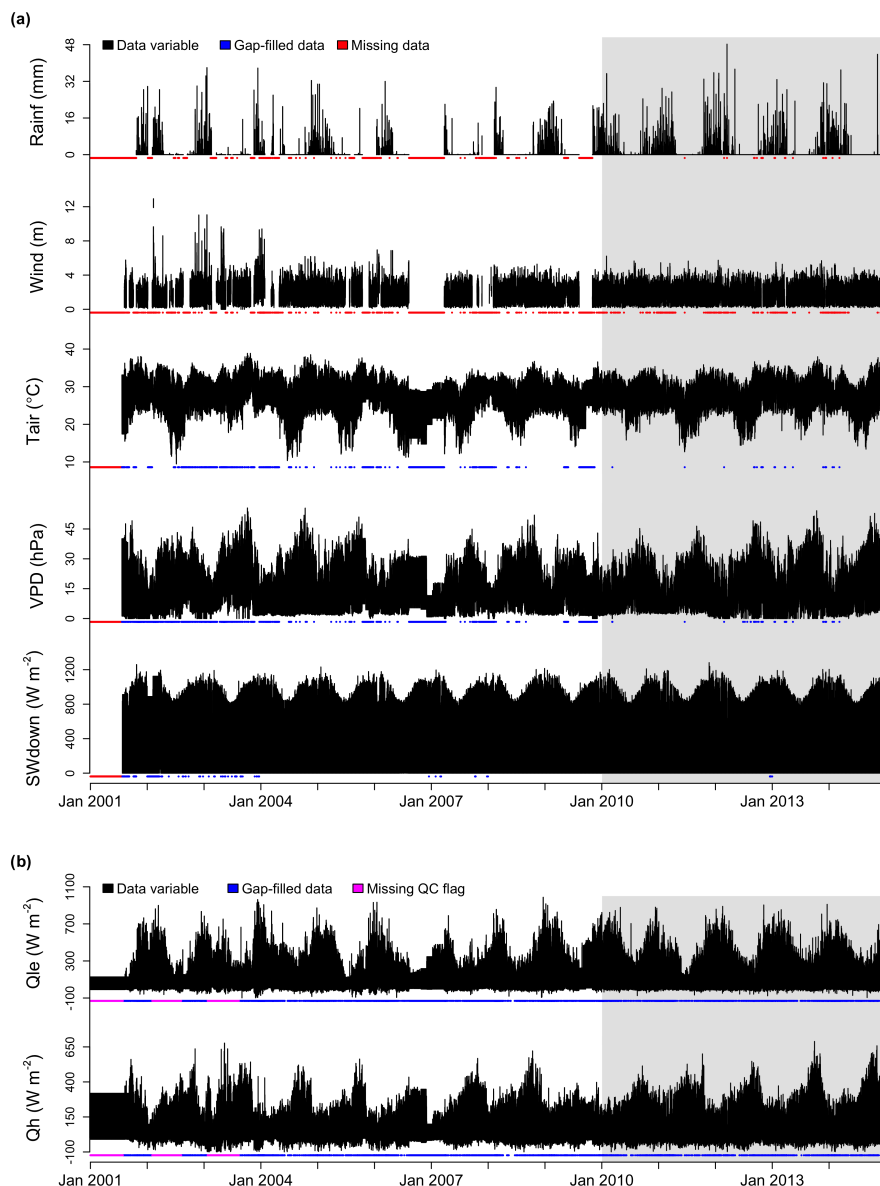 (a)
Data variable Gap-filled data Missing data
Rainf (mm)
48
32
16
0
Wind (m)
12
8
4
0
Tair (°C)
40
30
20
10
VPD (hPa)
45
30
15
0
SWdown (W m⁻²)
1200
800
400
0
Jan 2001 Jan 2004 Jan 2007 Jan 2010 Jan 2013
(b)
Data variable Gap-filled data Missing QC flag
Qle (W m⁻²)
1100
700
300
-100
Qh (W m⁻²)
650
400
150
-100
Jan 2001 Jan 2004 Jan 2007 Jan 2010 Jan 2013